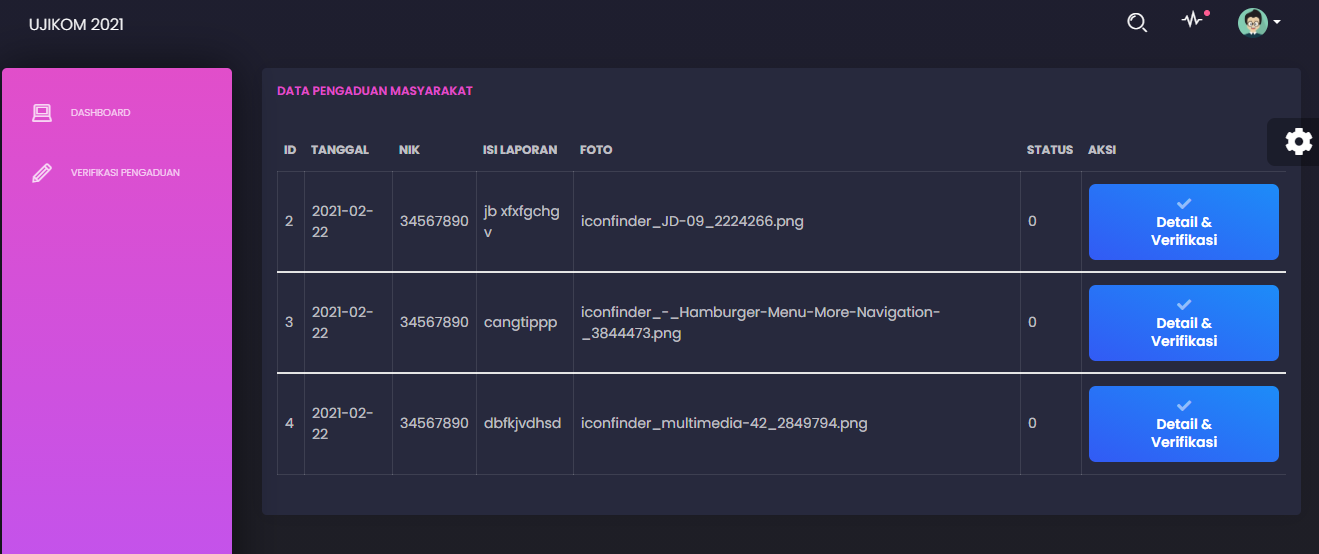 UJIKOM 2021
DASHBOARD
VERIFIKASI PENGADUAN
DATA PENGADUAN MASYARAKAT
ID TANGGAL NIK ISI LAPORAN FOTO STATUS AKSI
2 2021-02-22 34567890 jb xfxfgchgv iconfinder_JD-09_2224266.png 0 Detail & Verifikasi
3 2021-02-22 34567890 cangtippp iconfinder_-_Hamburger-Menu-More-Navigation-_3844473.png 0 Detail & Verifikasi
4 2021-02-22 34567890 dbfkjvdhsd iconfinder_multimedia-42_2849794.png 0 Detail & Verifikasi